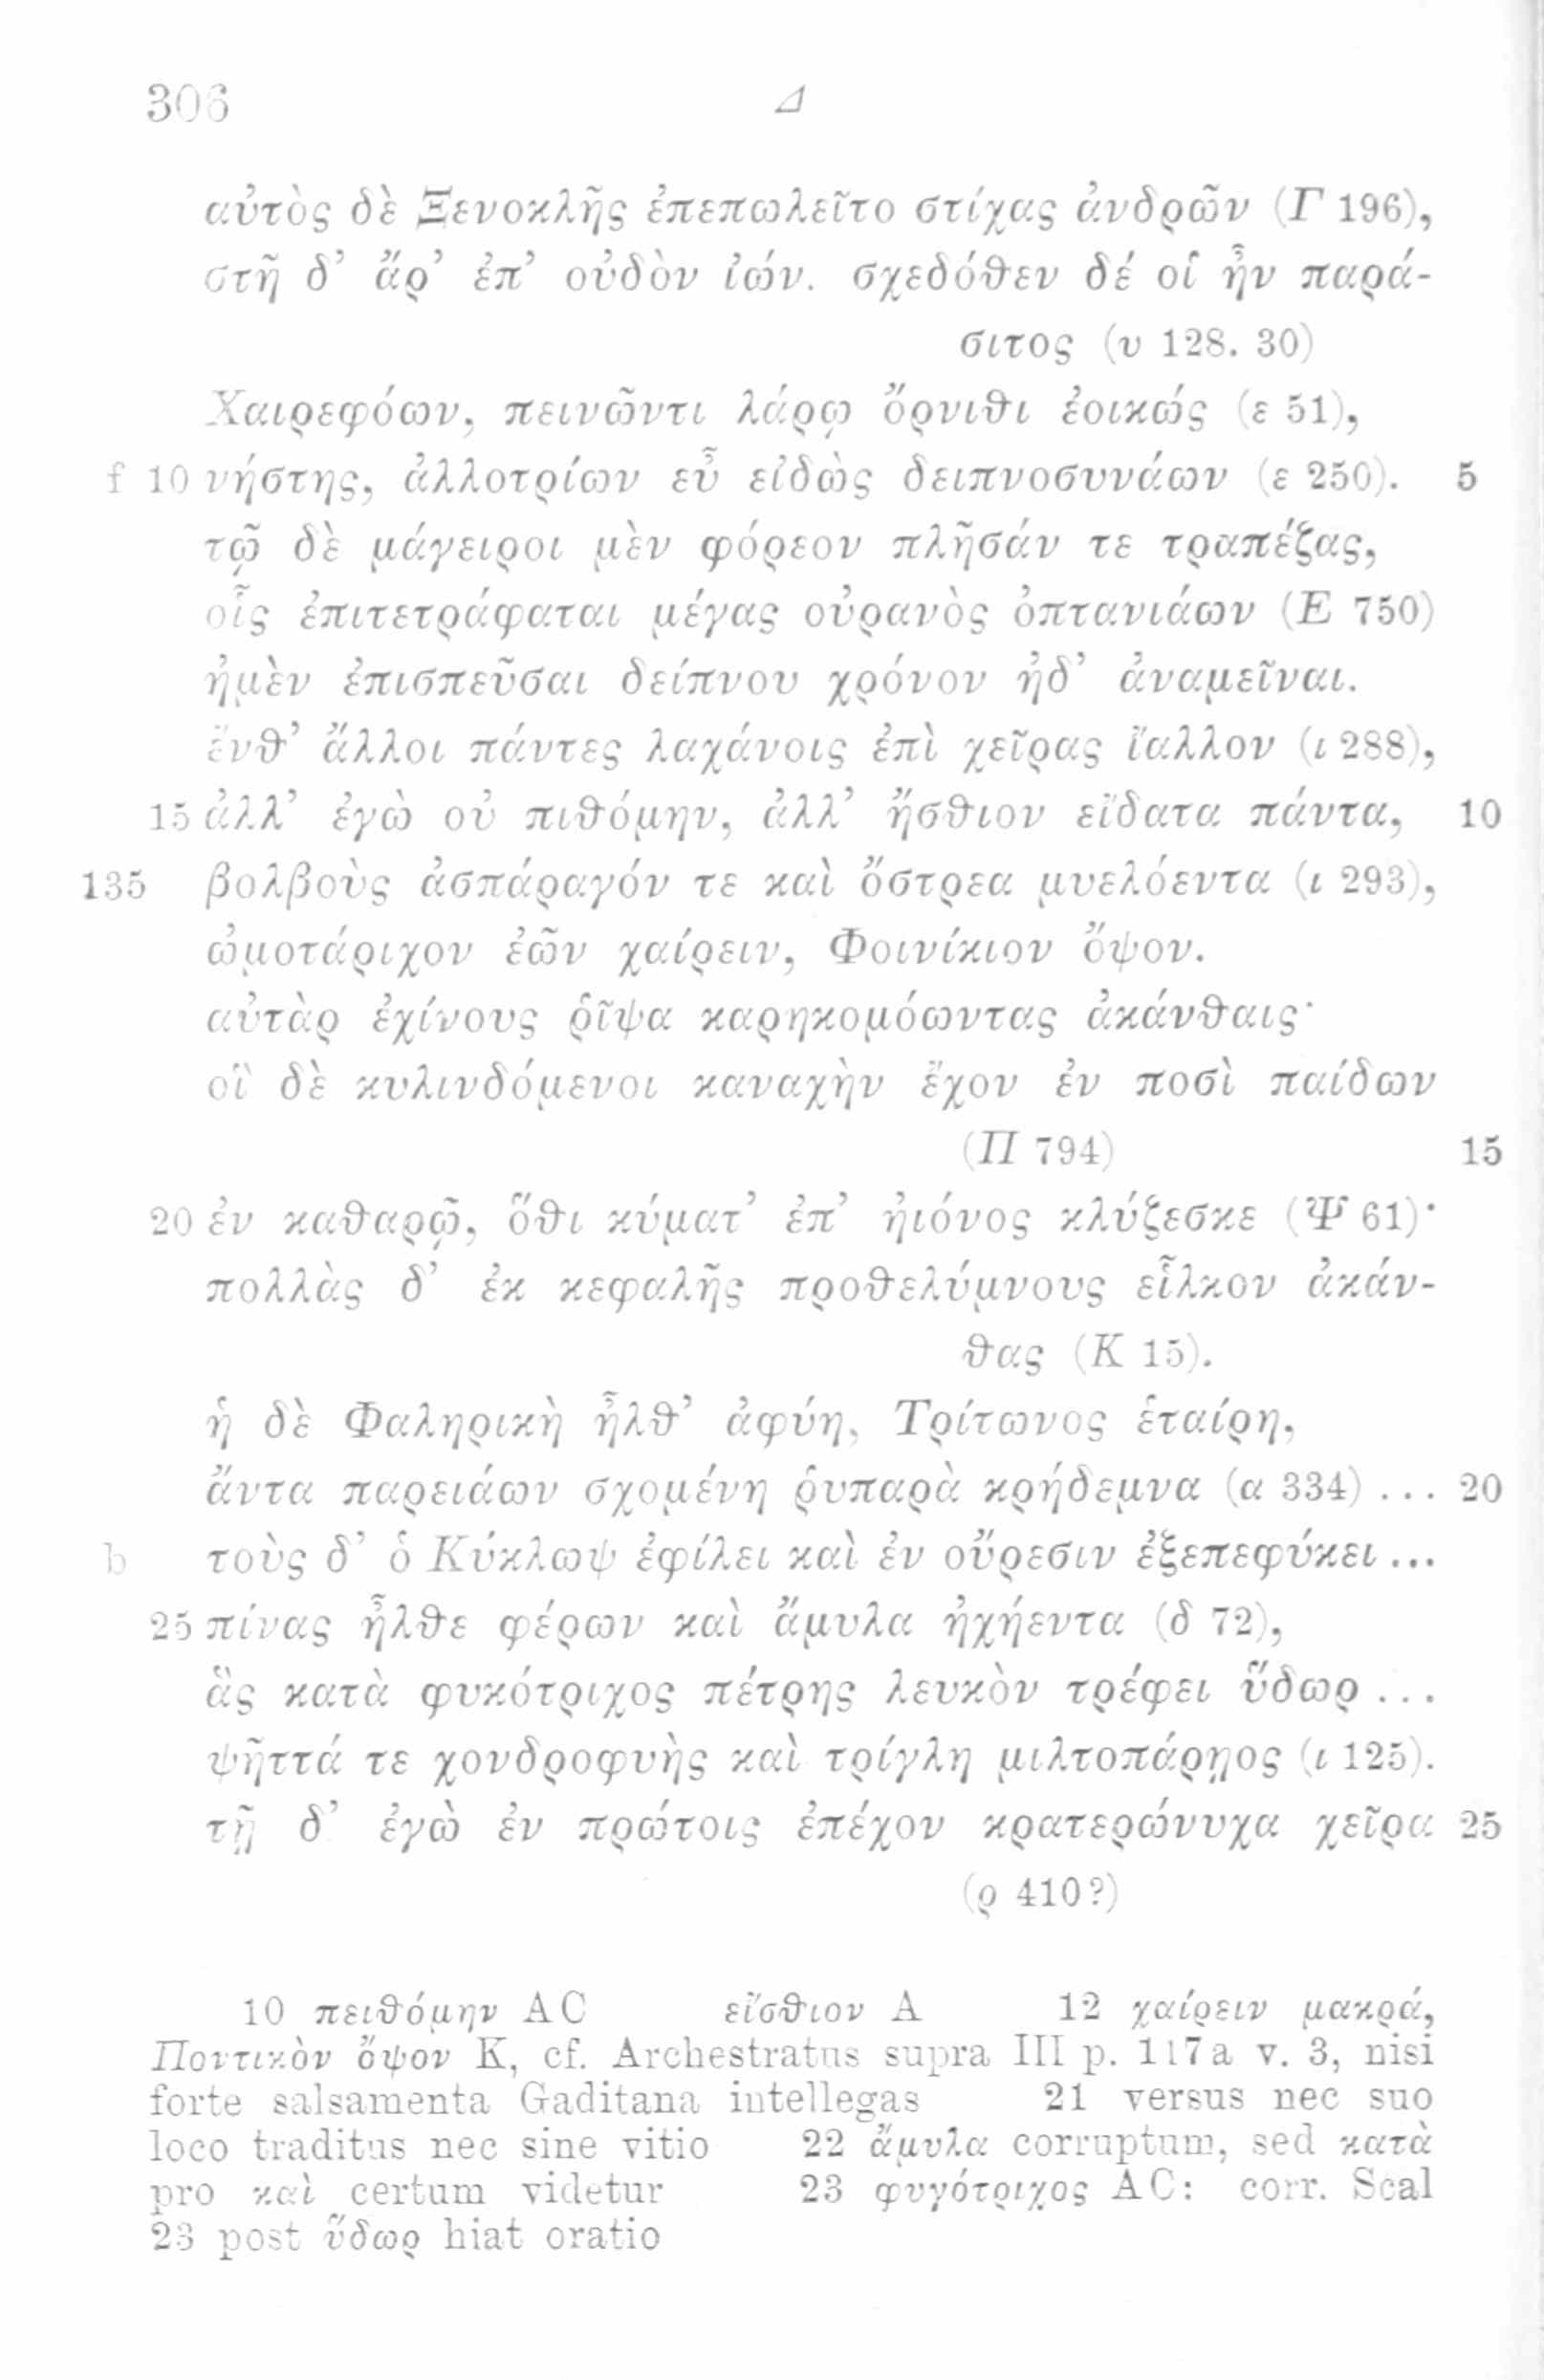 306 Δ
αὐτὸς δὲ Ξενοκλῆς ἐπεπωλεῖτο στίχας ἀνδρῶν (Γ 196),
στῆ δ’ ἄρ’ ἐπ’ οὐδὸν ἰών. σχεδόθεν δέ οἱ ἦν παρά-
σιτος (υ 128. 30)
Χαιρεφόων, πεινῶντι λάρῳ ὄρνιθι ἐοικώς (ε 51),
f 10 νήστης, ἀλλοτρίων εὖ εἰδὼς δειπνοσυνάων (ε 250). 5
τῷ δὲ μάγειροι μὲν φόρεον πλῆσάν τε τραπέζας,
οἷς ἐπιτετράφαται μέγας οὐρανὸς ὀπτανιάων (Ε 750)
ἠμὲν ἐπισπεῦσαι δείπνου χρόνον ἠδ’ ἀναμεῖναι.
ἔνθ’ ἄλλοι πάντες λαχάνοις ἐπὶ χεῖρας ἴαλλον (ι 288),
15 ἀλλ’ ἐγὼ οὐ πιθόμην, ἀλλ’ ἤσθιον εἴδατα πάντα, 10
135 βολβοὺς ἀσπάραγόν τε καὶ ὄστρεα μυελόεντα (ι 293),
ὠμοτάριχον ἐῶν χαίρειν, Φοινίκιον ὄψον.
αὐτὰρ ἐχίνους ῥῖψα καρηκομόωντας ἀκάνθαις·
οἳ δὲ κυλινδόμενοι καναχὴν ἔχον ἐν ποσὶ παίδων
(Π 794) 15
20 ἐν καθαρῷ, ὅθι κύματ’ ἐπ’ ἠιόνος κλύζεσκε (Ψ 61)·
πολλὰς δ’ ἐκ κεφαλῆς προθελύμνους εἷλκον ἀκάν-
θας (Κ 15).
ἡ δὲ Φαληρικὴ ἦλθ’ ἀφύη, Τρίτωνος ἑταίρη,
ἄντα παρειάων σχομένη ῥυπαρὰ κρήδεμνα (α 334) ... 20
b τοὺς δ’ ὁ Κύκλωψ ἐφίλει καὶ ἐν οὔρεσιν ἐξεπεφύκει ...
25 πίνας ἦλθε φέρων καὶ ἄμυλα ἠχήεντα (δ 72),
ἃς κατὰ φυκότριχος πέτρης λευκὸν τρέφει ὕδωρ ...
ψῆττά τε χονδροφυὴς καὶ τρίγλη μιλτοπάρῃος (ι 125).
τῇ δ’ ἐγὼ ἐν πρώτοις ἐπέχον κρατερώνυχα χεῖρα 25
(ρ 410?)
10 πειθόμην AC εἴσθιον A 12 χαίρειν μακρά,
Ποντικὸν ὄψον K, cf. Archestratus supra III p. 117a v. 3, nisi
forte salsamenta Gaditana intellegas 21 versus nec suo
loco traditus nec sine vitio 22 ἄμυλα corruptum, sed κατὰ
pro καὶ certum videtur 23 φυγότριχος AC: corr. Scal
23 post ὕδωρ hiat oratio